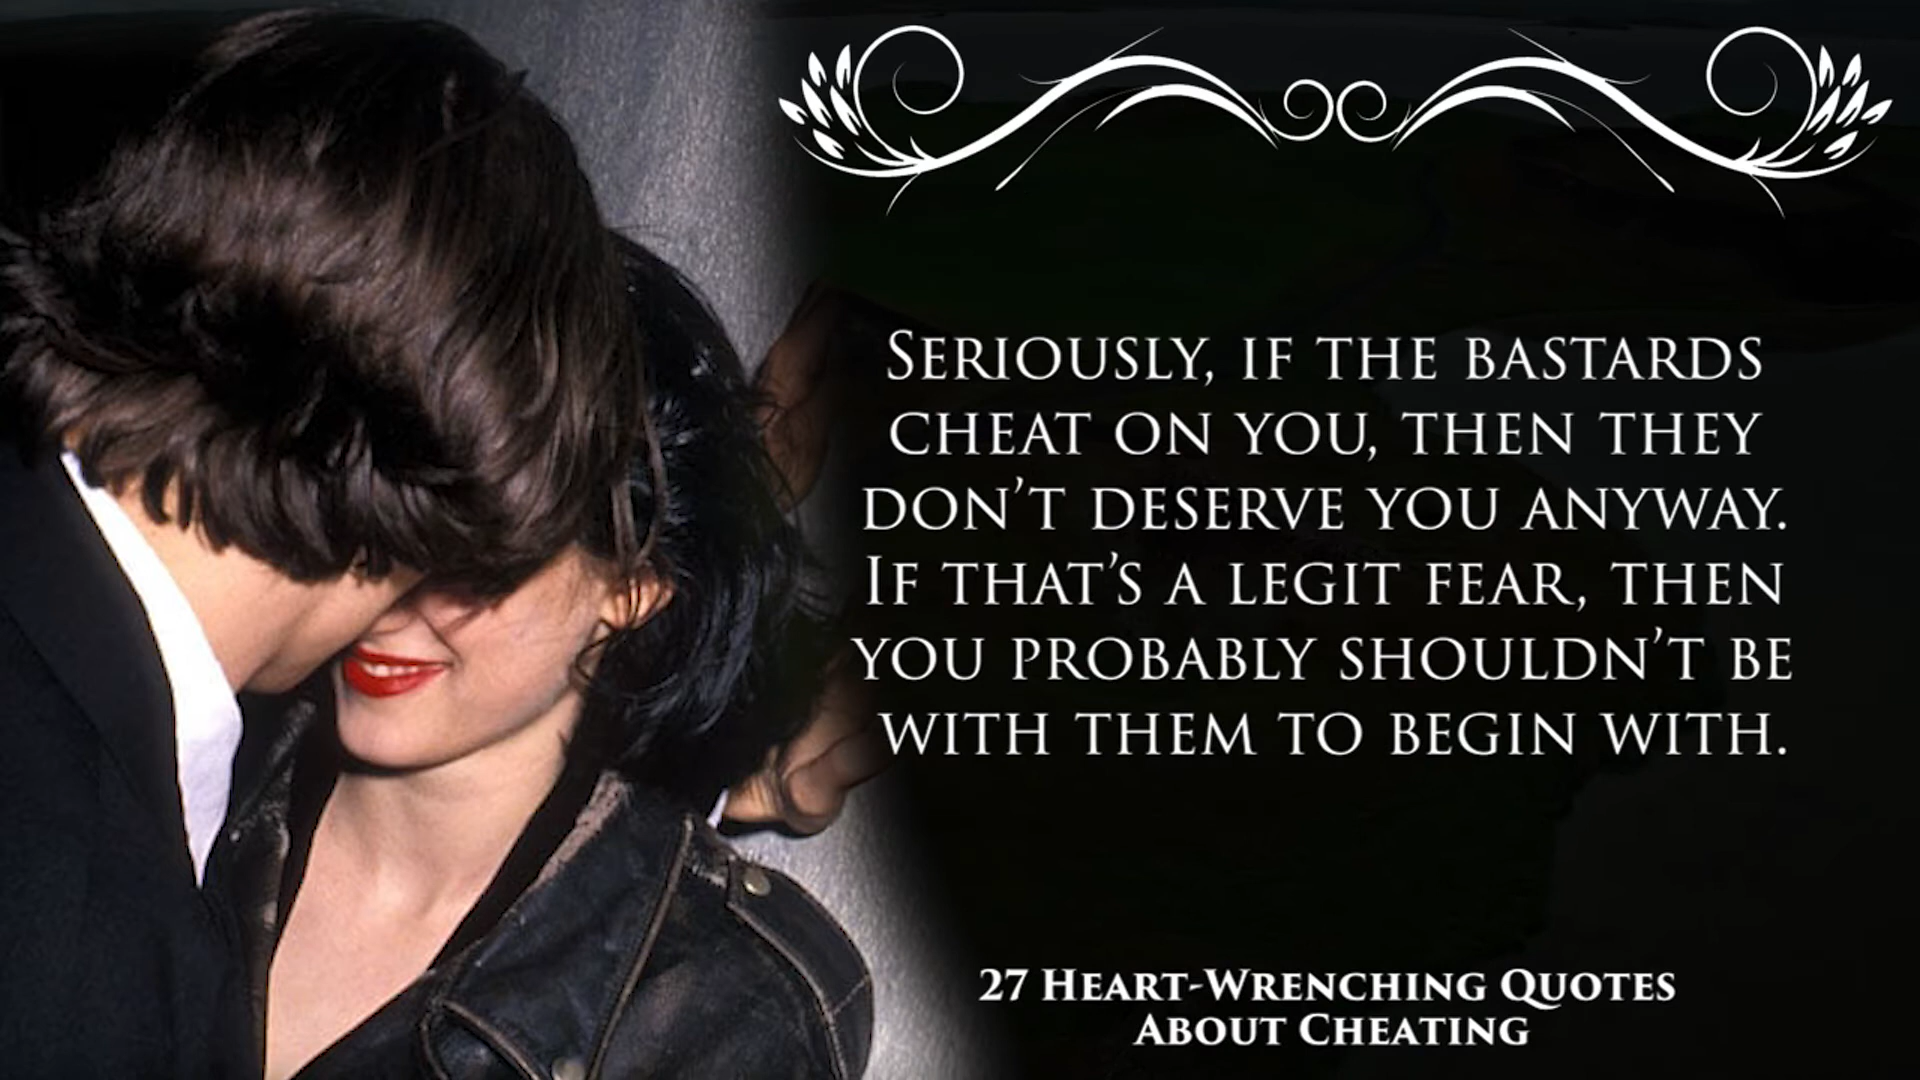 Seriously, if the bastards
cheat on you, then they
don’t deserve you anyway.
If that’s a legit fear, then
you probably shouldn’t be
with them to begin with.
27 Heart-Wrenching Quotes
About Cheating